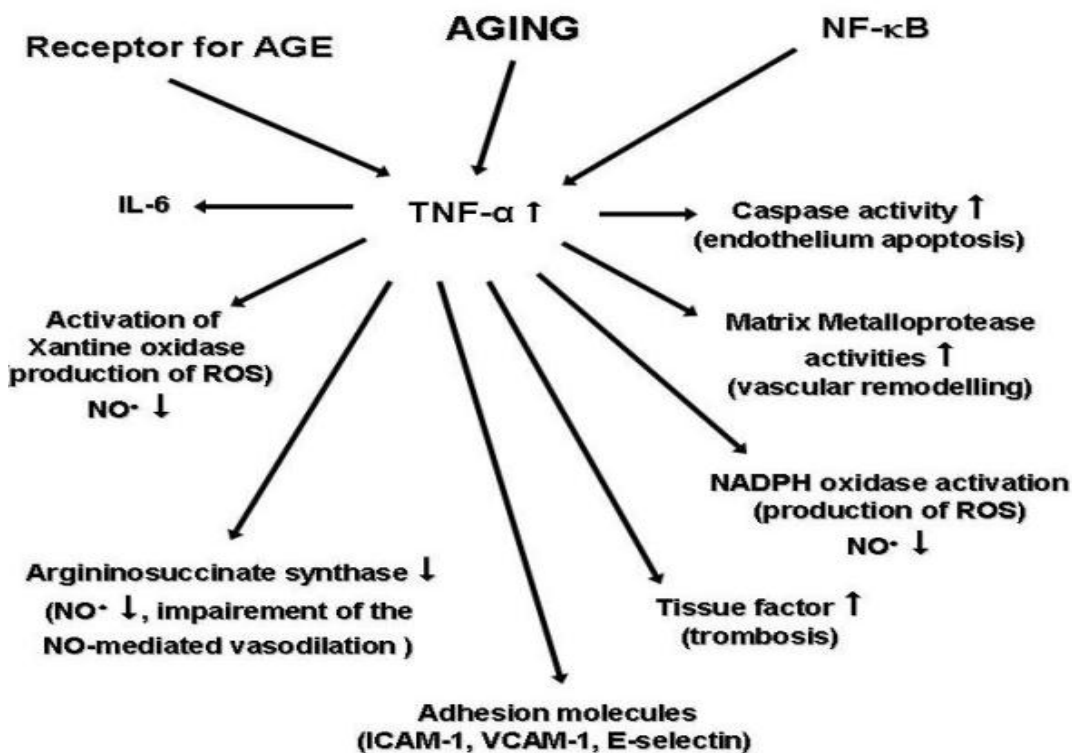 Receptor for AGE
AGING
NF-κB
IL-6
TNF-α ↑
Caspase activity ↑
(endothelium apoptosis)
Activation of
Xantine oxidase
(production of ROS)
NO• ↓
Matrix Metalloprotease
activities ↑
(vascular remodelling)
NADPH oxidase activation
(production of ROS)
NO• ↓
Argininosuccinate synthase ↓
(NO• ↓, impairement of the
NO-mediated vasodilation )
Tissue factor ↑
(trombosis)
Adhesion molecules
(ICAM-1, VCAM-1, E-selectin)